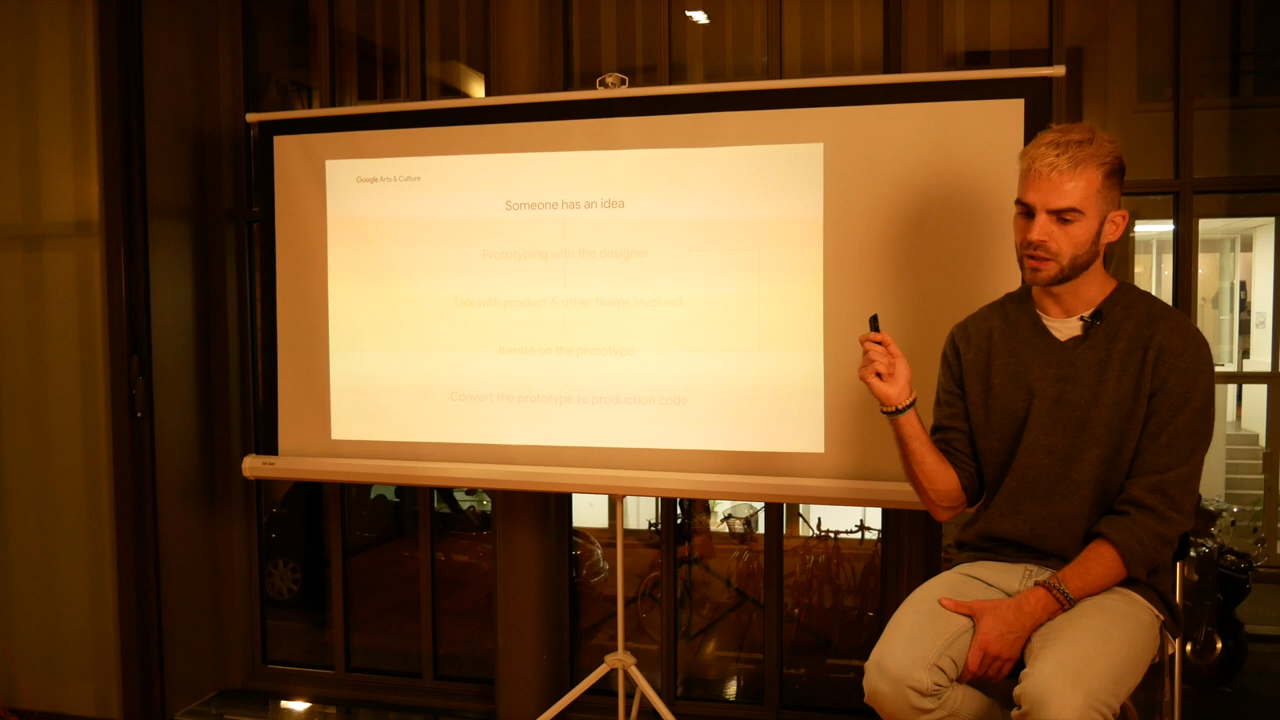 Google Arts & Culture
Someone has an idea
Prototyping with the designer
Talk with product & other teams involved
Iterate on the prototype
Convert the prototype to production code